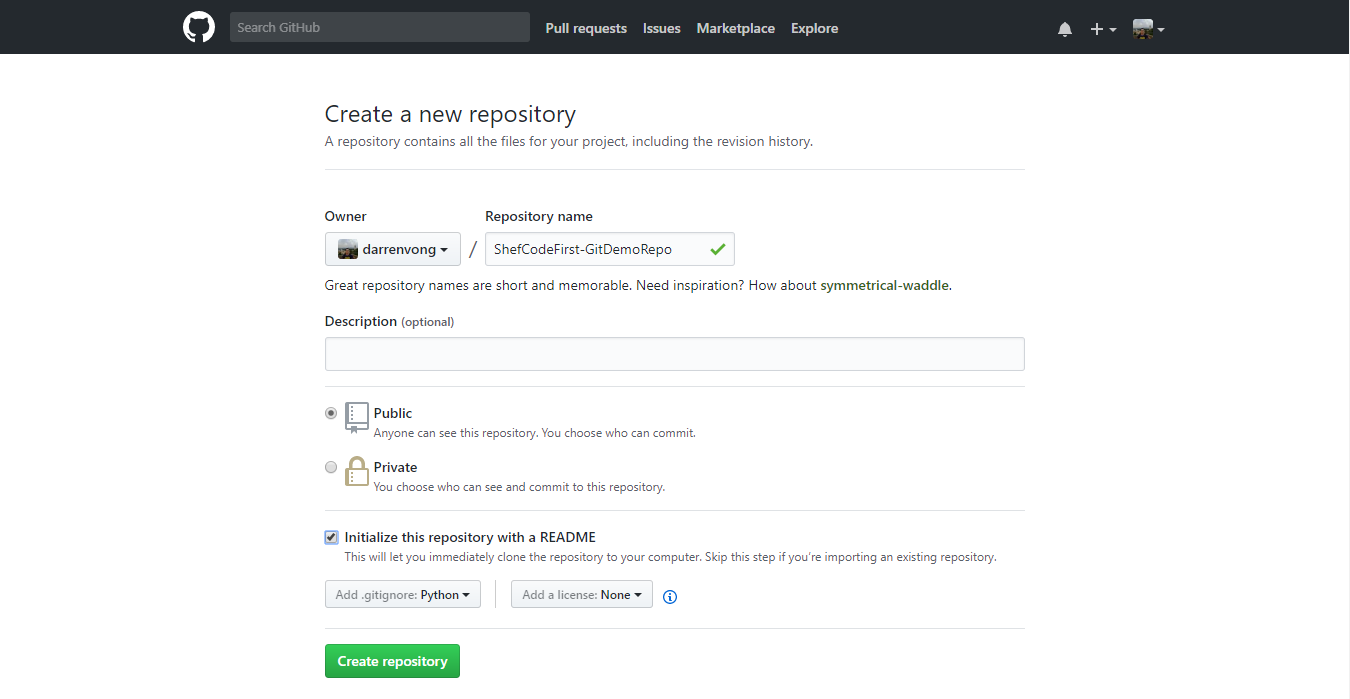 Search GitHub Pull requests Issues Marketplace Explore
Create a new repository
A repository contains all the files for your project, including the revision history.
Owner Repository name
darrenvong / ShefCodeFirst-GitDemoRepo
Great repository names are short and memorable. Need inspiration? How about symmetrical-waddle.
Description (optional)
Public
Anyone can see this repository. You choose who can commit.
Private
You choose who can see and commit to this repository.
Initialize this repository with a README
This will let you immediately clone the repository to your computer. Skip this step if you’re importing an existing repository.
Add .gitignore: Python Add a license: None
Create repository